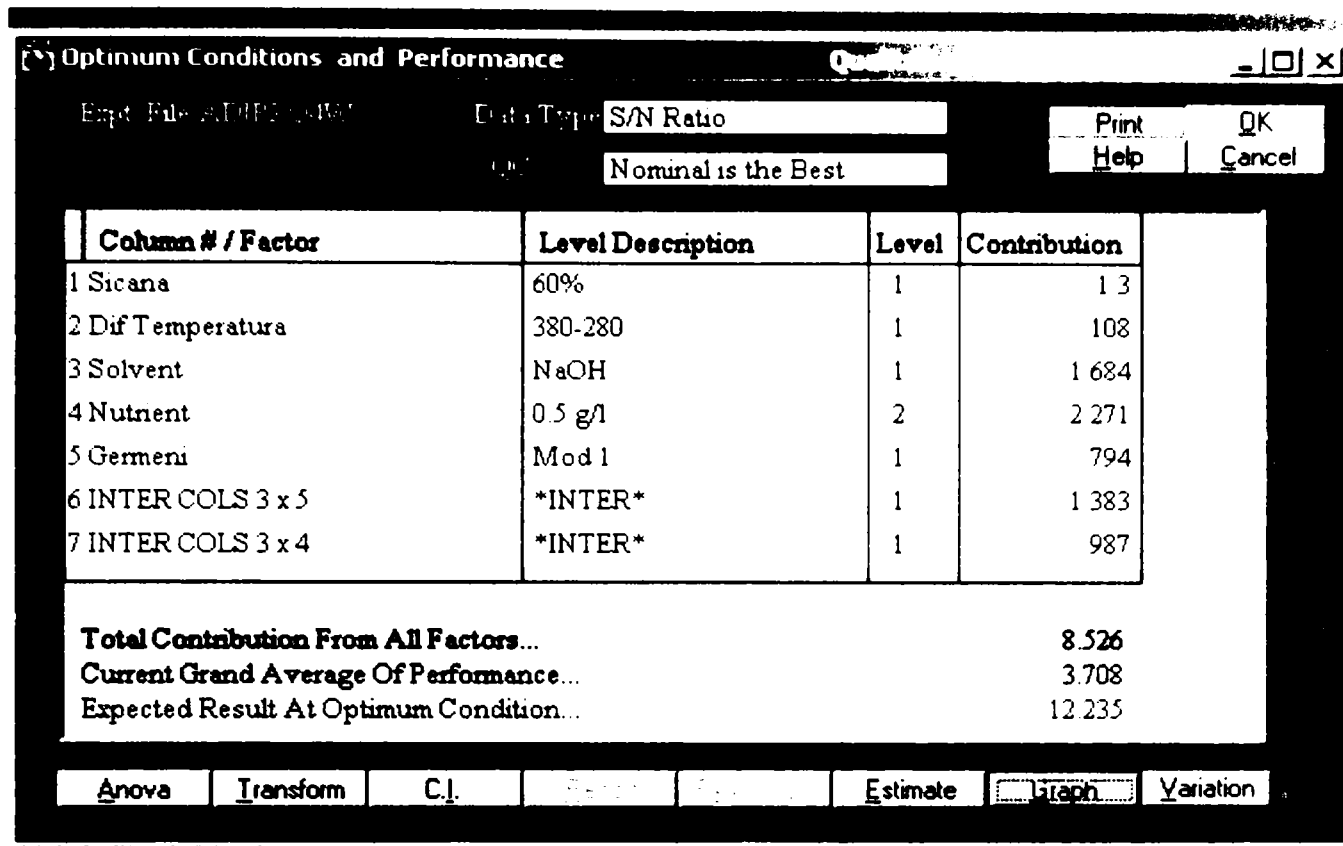 Optimum Conditions and Performance
Data Type S/N Ratio
Print OK
Nominal is the Best
Help Cancel
Column # / Factor Level Description Level Contribution
1 Sicana 60% 1 1 3
2 Dif Temperatura 380-280 1 108
3 Solvent NaOH 1 1 684
4 Nutrient 0.5 g/l 2 2 271
5 Germeni Mod 1 1 794
6 INTER COLS 3 x 5 *INTER* 1 1 383
7 INTER COLS 3 x 4 *INTER* 1 987
Total Contribution From All Factors... 8.526
Current Grand Average Of Performance... 3.708
Expected Result At Optimum Condition... 12.235
Anova Transform C.I. Estimate Graph Variation